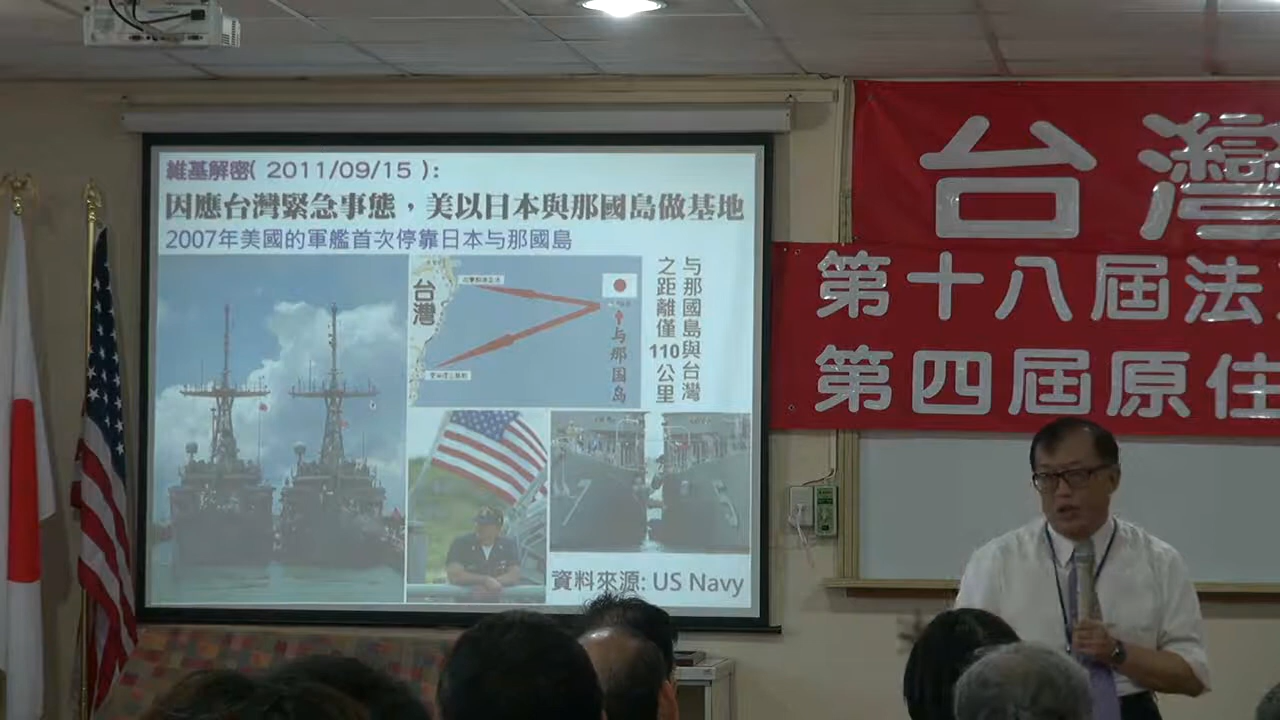 維基解密( 2011/09/15 ):
因應台灣緊急事態，美以日本與那國島做基地
2007年美國的軍艦首次停靠日本与那國島
台灣
与那国島
与那國島與台灣
之距離僅110公里
資料來源: US Navy
台灣
第十八屆法
第四屆原住